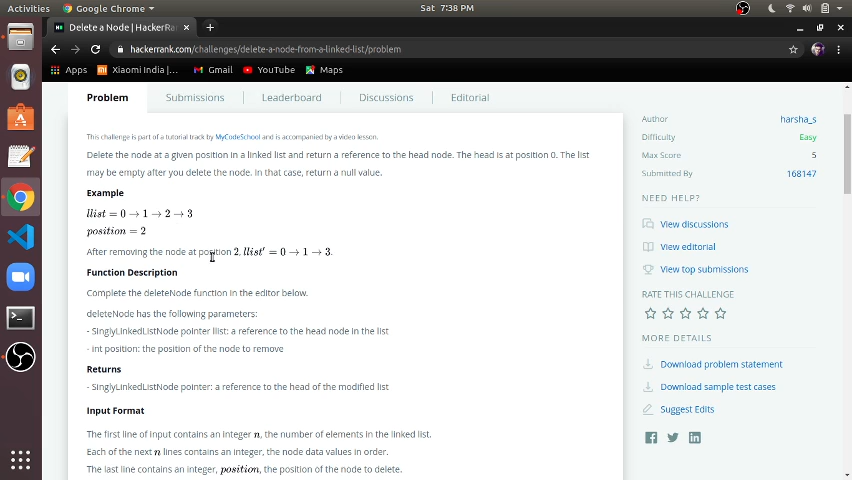 Activities Google Chrome Sat 7:38 PM
Delete a Node | HackerRan
hackerrank.com/challenges/delete-a-node-from-a-linked-list/problem
Apps Xiaomi India |... Gmail YouTube Maps
Problem Submissions Leaderboard Discussions Editorial
This challenge is part of a tutorial track by MyCodeSchool and is accompanied by a video lesson.
Delete the node at a given position in a linked list and return a reference to the head node. The head is at position 0. The list
may be empty after you delete the node. In that case, return a null value.
Example
llist = 0 → 1 → 2 → 3
position = 2
After removing the node at position 2, llist′ = 0 → 1 → 3.
Function Description
Complete the deleteNode function in the editor below.
deleteNode has the following parameters:
- SinglyLinkedListNode pointer llist: a reference to the head node in the list
- int position: the position of the node to remove
Returns
- SinglyLinkedListNode pointer: a reference to the head of the modified list
Input Format
The first line of input contains an integer n, the number of elements in the linked list.
Each of the next n lines contains an integer, the node data values in order.
The last line contains an integer, position, the position of the node to delete.
Author harsha_s
Difficulty Easy
Max Score 5
Submitted By 168147
NEED HELP?
View discussions
View editorial
View top submissions
RATE THIS CHALLENGE
MORE DETAILS
Download problem statement
Download sample test cases
Suggest Edits